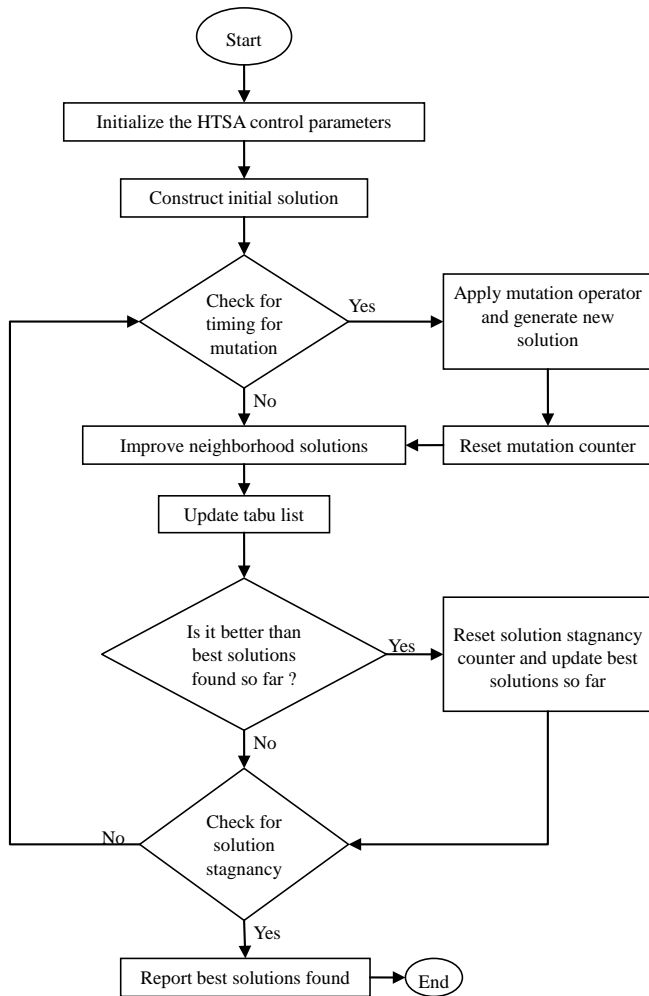 Start
Initialize the HTSA control parameters
Construct initial solution
Check for
timing for
mutation
Yes
Apply mutation operator
and generate new
solution
No
Improve neighborhood solutions
Reset mutation counter
Update tabu list
Is it better than
best solutions
found so far ?
Yes
Reset solution stagnancy
counter and update best
solutions so far
No
Check for
solution
stagnancy
No
Yes
Report best solutions found
End